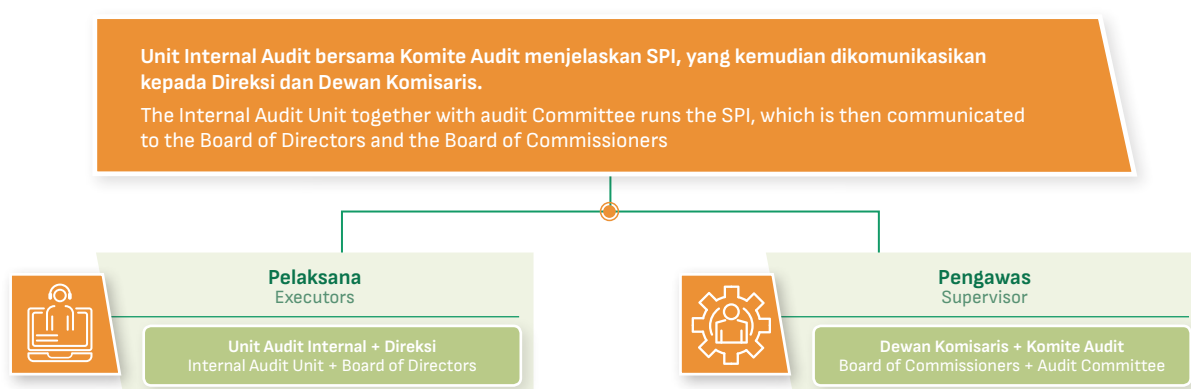 Unit Internal Audit bersama Komite Audit menjelaskan SPI, yang kemudian dikomunikasikan
kepada Direksi dan Dewan Komisaris.
The Internal Audit Unit together with audit Committee runs the SPI, which is then communicated
to the Board of Directors and the Board of Commissioners
Pelaksana
Executors
Unit Audit Internal + Direksi
Internal Audit Unit + Board of Directors
Pengawas
Supervisor
Dewan Komisaris + Komite Audit
Board of Commissioners + Audit Committee